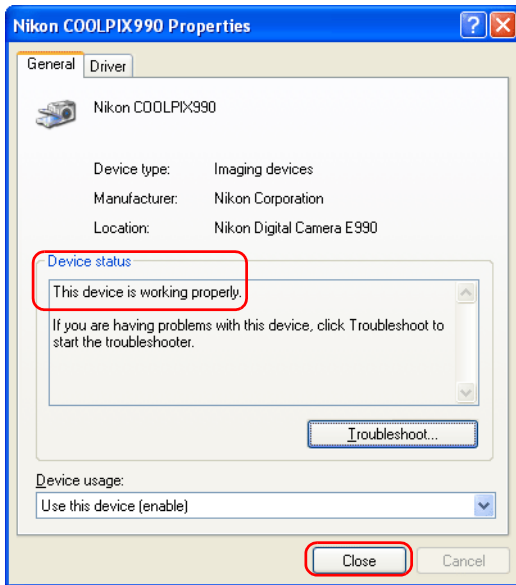 Nikon COOLPIX990 Properties
General Driver
Nikon COOLPIX990
Device type: Imaging devices
Manufacturer: Nikon Corporation
Location: Nikon Digital Camera E990
Device status
This device is working properly.
If you are having problems with this device, click Troubleshoot to
start the troubleshooter.
Troubleshoot...
Device usage:
Use this device (enable)
Close Cancel